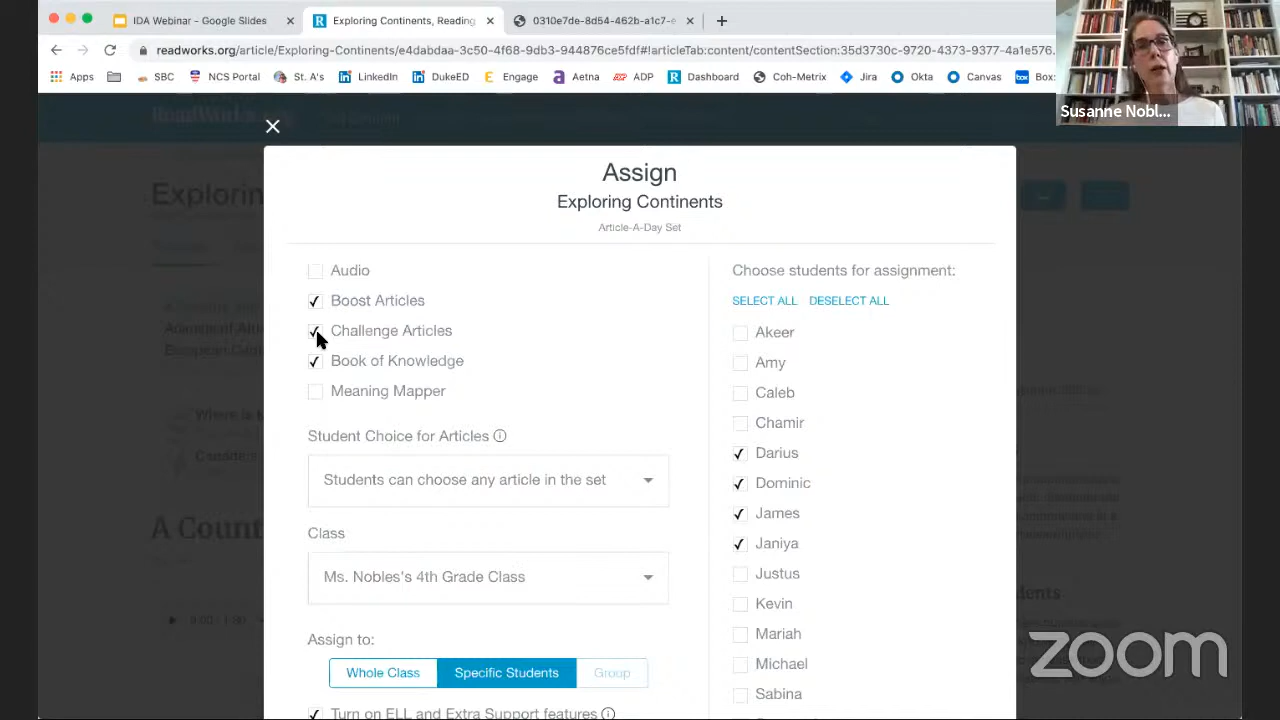 IDA Webinar - Google Slides
Exploring Continents, Reading
0310e7de-8d54-462b-a1c7-e
readworks.org/article/Exploring-Continents/e4dabdaa-3c50-4f68-9db3-944876ce5fdf#!articleTab:content/contentSection:35d3730c-9720-4373-9377-4a1e576.
Apps SBC NCS Portal St. A's LinkedIn DukeED Engage Aetna ADP Dashboard Coh-Metrix Jira Okta Canvas Box:
Susanne Nobl...
Explorin
A Coun
Assign
Exploring Continents
Article-A-Day Set
Audio
Boost Articles
Challenge Articles
Book of Knowledge
Meaning Mapper
Student Choice for Articles
Students can choose any article in the set
Class
Ms. Nobles's 4th Grade Class
Assign to:
Whole Class Specific Students Group
Turn on ELL and Extra Support features
Choose students for assignment:
SELECT ALL DESELECT ALL
Akeer
Amy
Caleb
Chamir
Darius
Dominic
James
Janiya
Justus
Kevin
Mariah
Michael
Sabina
zoom